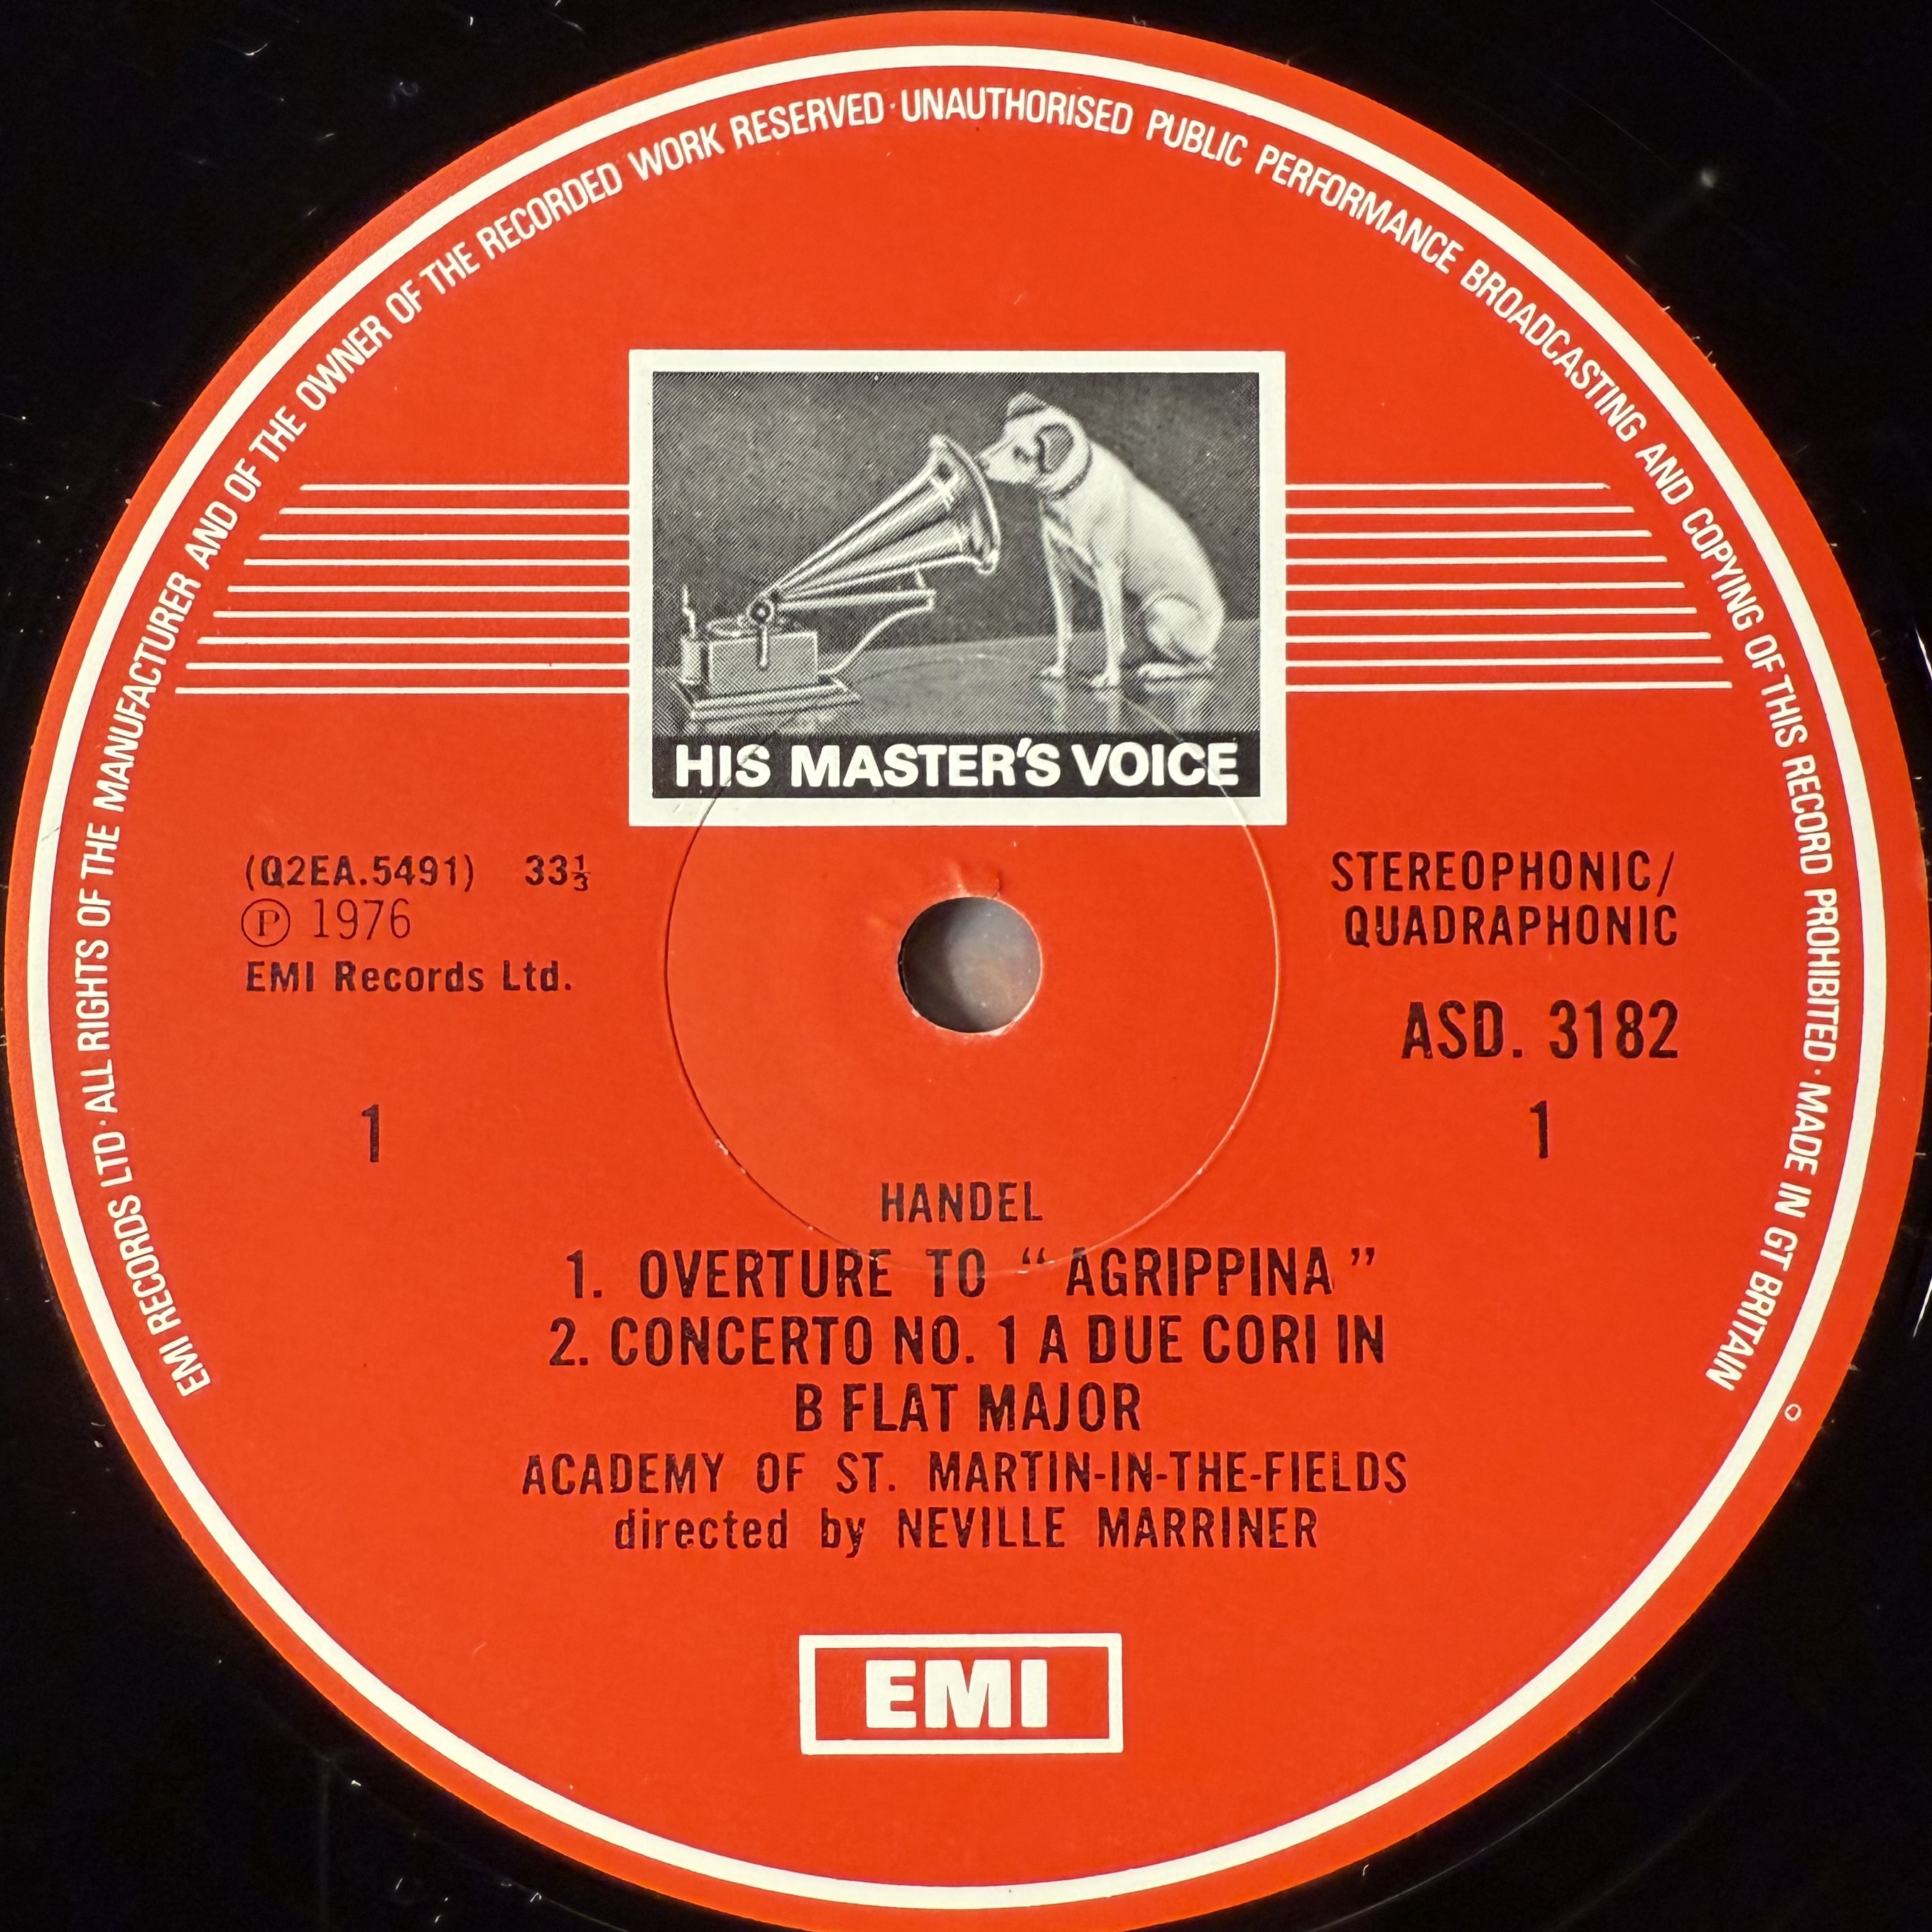 EMI RECORDS LTD · ALL RIGHTS OF THE MANUFACTURER AND OF THE OWNER OF THE RECORDED WORK RESERVED · UNAUTHORISED PUBLIC PERFORMANCE BROADCASTING AND COPYING OF THIS RECORD PROHIBITED · MADE IN GT BRITAIN
HIS MASTER'S VOICE
(Q2EA.5491) 33⅓
℗ 1976
EMI Records Ltd.
1
STEREOPHONIC/
QUADRAPHONIC
ASD. 3182
1
HANDEL
1. OVERTURE TO “ AGRIPPINA ”
2. CONCERTO NO. 1 A DUE CORI IN
B FLAT MAJOR
ACADEMY OF ST. MARTIN-IN-THE-FIELDS
directed by NEVILLE MARRINER
EMI